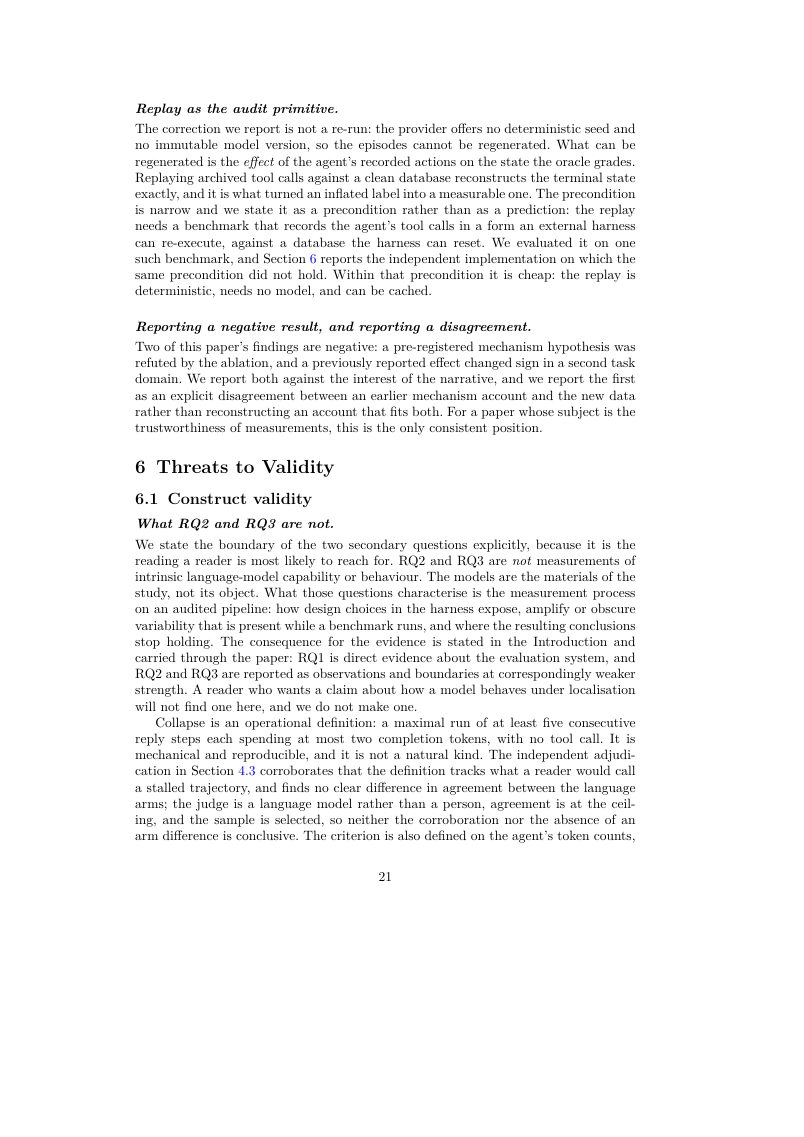 Replay as the audit primitive.
The correction we report is not a re-run: the provider offers no deterministic seed and
no immutable model version, so the episodes cannot be regenerated. What can be
regenerated is the effect of the agent's recorded actions on the state the oracle grades.
Replaying archived tool calls against a clean database reconstructs the terminal state
exactly, and it is what turned an inflated label into a measurable one. The precondition
is narrow and we state it as a precondition rather than as a prediction: the replay
needs a benchmark that records the agent's tool calls in a form an external harness
can re-execute, against a database the harness can reset. We evaluated it on one
such benchmark, and Section 6 reports the independent implementation on which the
same precondition did not hold. Within that precondition it is cheap: the replay is
deterministic, needs no model, and can be cached.
Reporting a negative result, and reporting a disagreement.
Two of this paper's findings are negative: a pre-registered mechanism hypothesis was
refuted by the ablation, and a previously reported effect changed sign in a second task
domain. We report both against the interest of the narrative, and we report the first
as an explicit disagreement between an earlier mechanism account and the new data
rather than reconstructing an account that fits both. For a paper whose subject is the
trustworthiness of measurements, this is the only consistent position.
6 Threats to Validity
6.1 Construct validity
What RQ2 and RQ3 are not.
We state the boundary of the two secondary questions explicitly, because it is the
reading a reader is most likely to reach for. RQ2 and RQ3 are not measurements of
intrinsic language-model capability or behaviour. The models are the materials of the
study, not its object. What those questions characterise is the measurement process
on an audited pipeline: how design choices in the harness expose, amplify or obscure
variability that is present while a benchmark runs, and where the resulting conclusions
stop holding. The consequence for the evidence is stated in the Introduction and
carried through the paper: RQ1 is direct evidence about the evaluation system, and
RQ2 and RQ3 are reported as observations and boundaries at correspondingly weaker
strength. A reader who wants a claim about how a model behaves under localisation
will not find one here, and we do not make one.
Collapse is an operational definition: a maximal run of at least five consecutive
reply steps each spending at most two completion tokens, with no tool call. It is
mechanical and reproducible, and it is not a natural kind. The independent adjudi-
cation in Section 4.3 corroborates that the definition tracks what a reader would call
a stalled trajectory, and finds no clear difference in agreement between the language
arms; the judge is a language model rather than a person, agreement is at the ceil-
ing, and the sample is selected, so neither the corroboration nor the absence of an
arm difference is conclusive. The criterion is also defined on the agent's token counts,
21